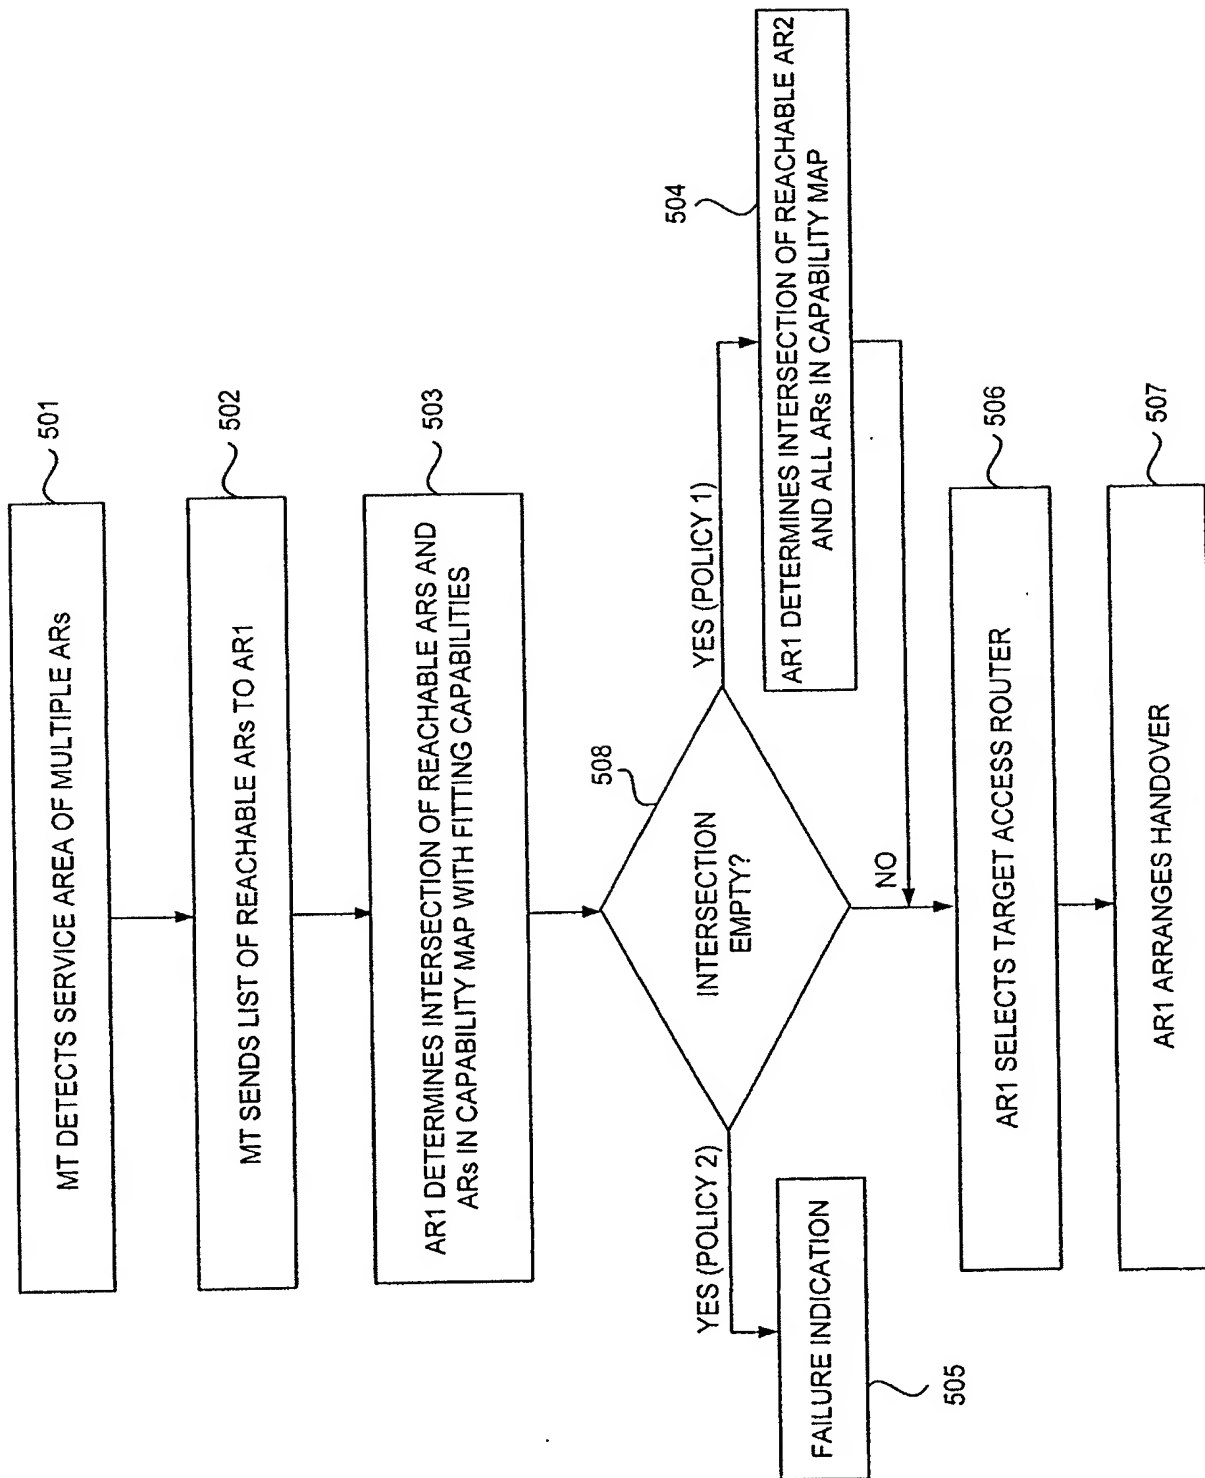 MT DETECTS SERVICE AREA OF MULTIPLE ARs
501
MT SENDS LIST OF REACHABLE ARs TO AR1
502
AR1 DETERMINES INTERSECTION OF REACHABLE ARS AND
ARs IN CAPABILITY MAP WITH FITTING CAPABILITIES
503
508
INTERSECTION
EMPTY?
YES (POLICY 2)
YES (POLICY 1)
NO
FAILURE INDICATION
505
504
AR1 DETERMINES INTERSECTION OF REACHABLE AR2
AND ALL ARs IN CAPABILITY MAP
AR1 SELECTS TARGET ACCESS ROUTER
506
AR1 ARRANGES HANDOVER
507